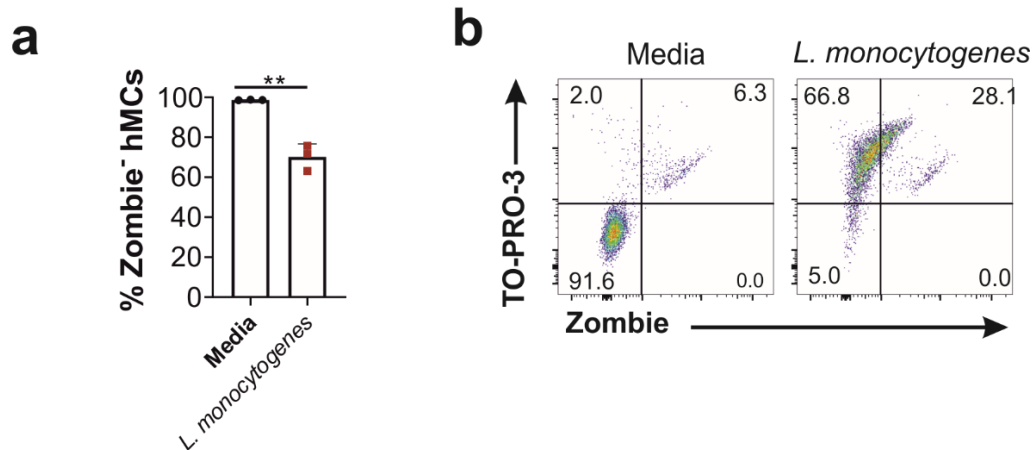 a
**
% Zombie⁻ hMCs
100
80
60
40
20
0
Media
L. monocytogenes
b
Media
L. monocytogenes
TO-PRO-3
2.0
6.3
91.6
0.0
66.8
28.1
5.0
0.0
Zombie